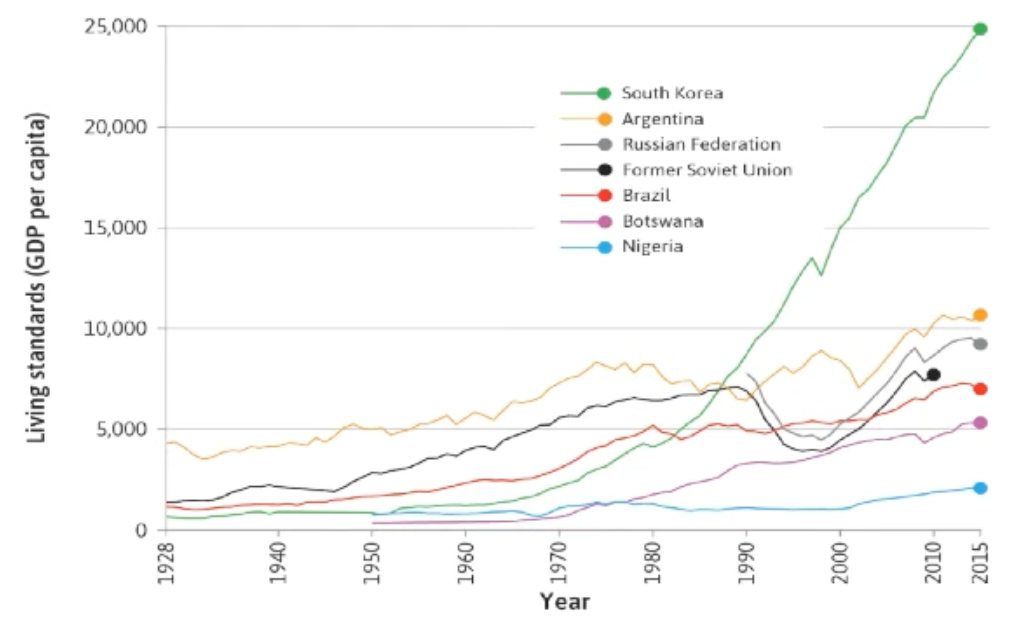 25,000
20,000
15,000
10,000
5,000
0
Living standards (GDP per capita)
South Korea
Argentina
Russian Federation
Former Soviet Union
Brazil
Botswana
Nigeria
1928
1940
1950
1960
1970
1980
1990
2000
2010
2015
Year